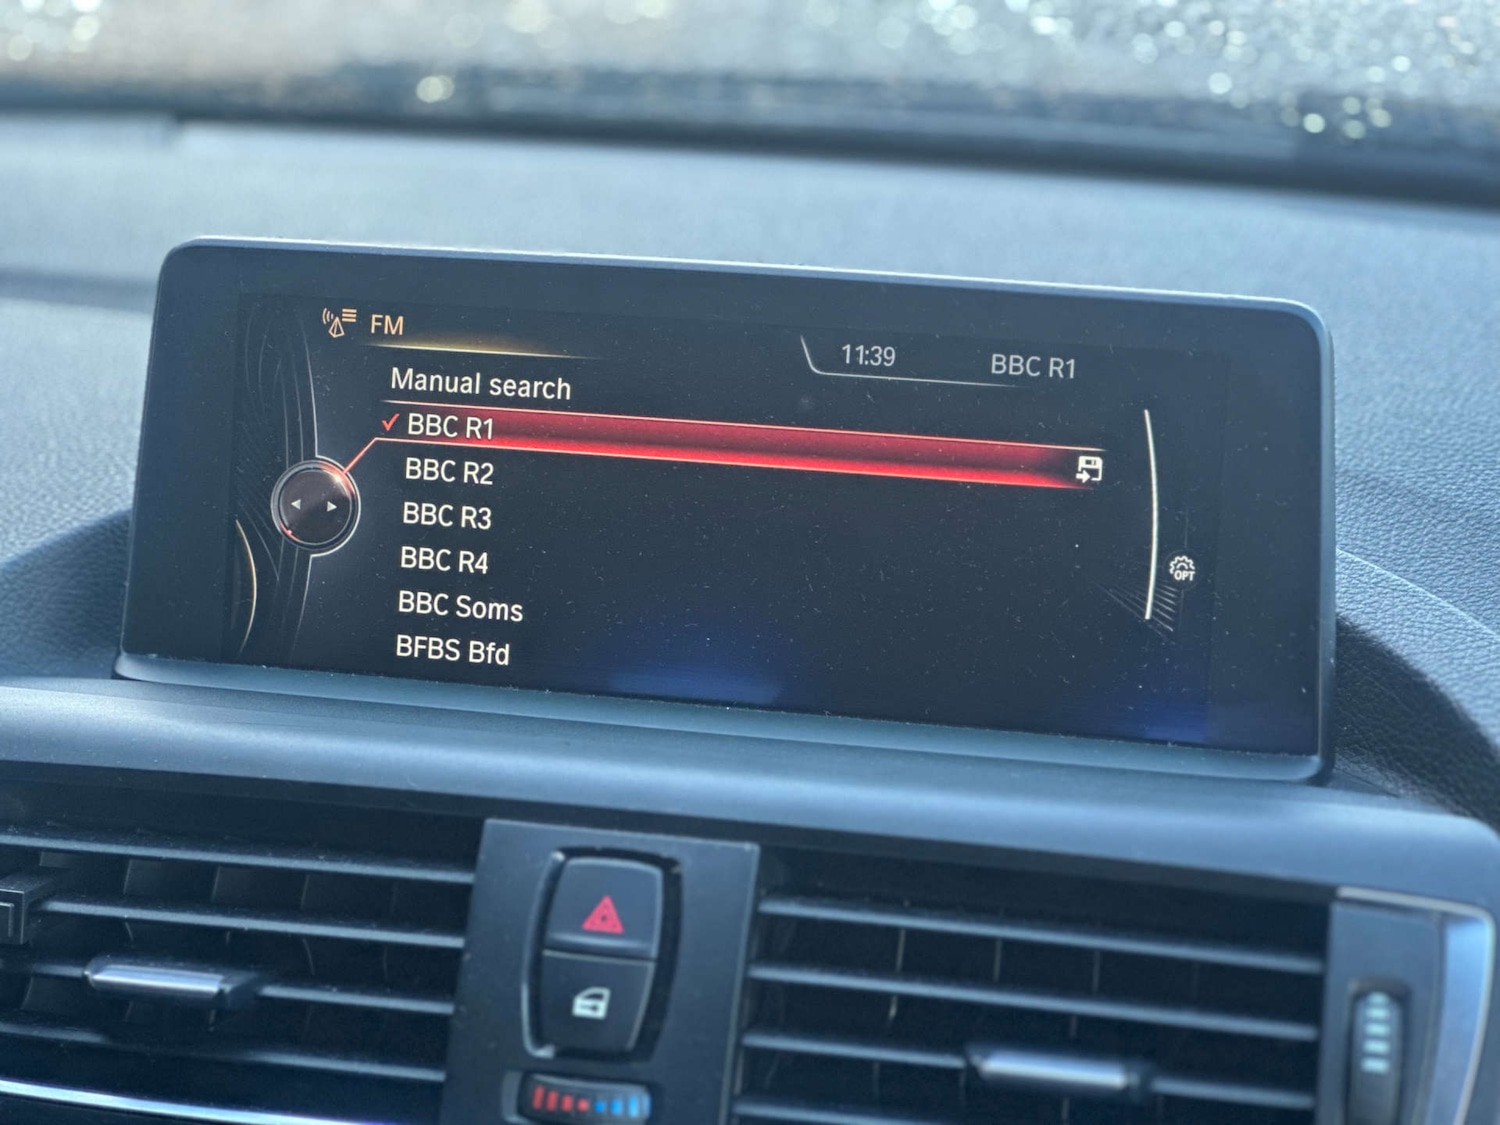 FM
11:39 BBC R1
Manual search
BBC R1
BBC R2
BBC R3
BBC R4
BBC Soms
BFBS Bfd
OPT